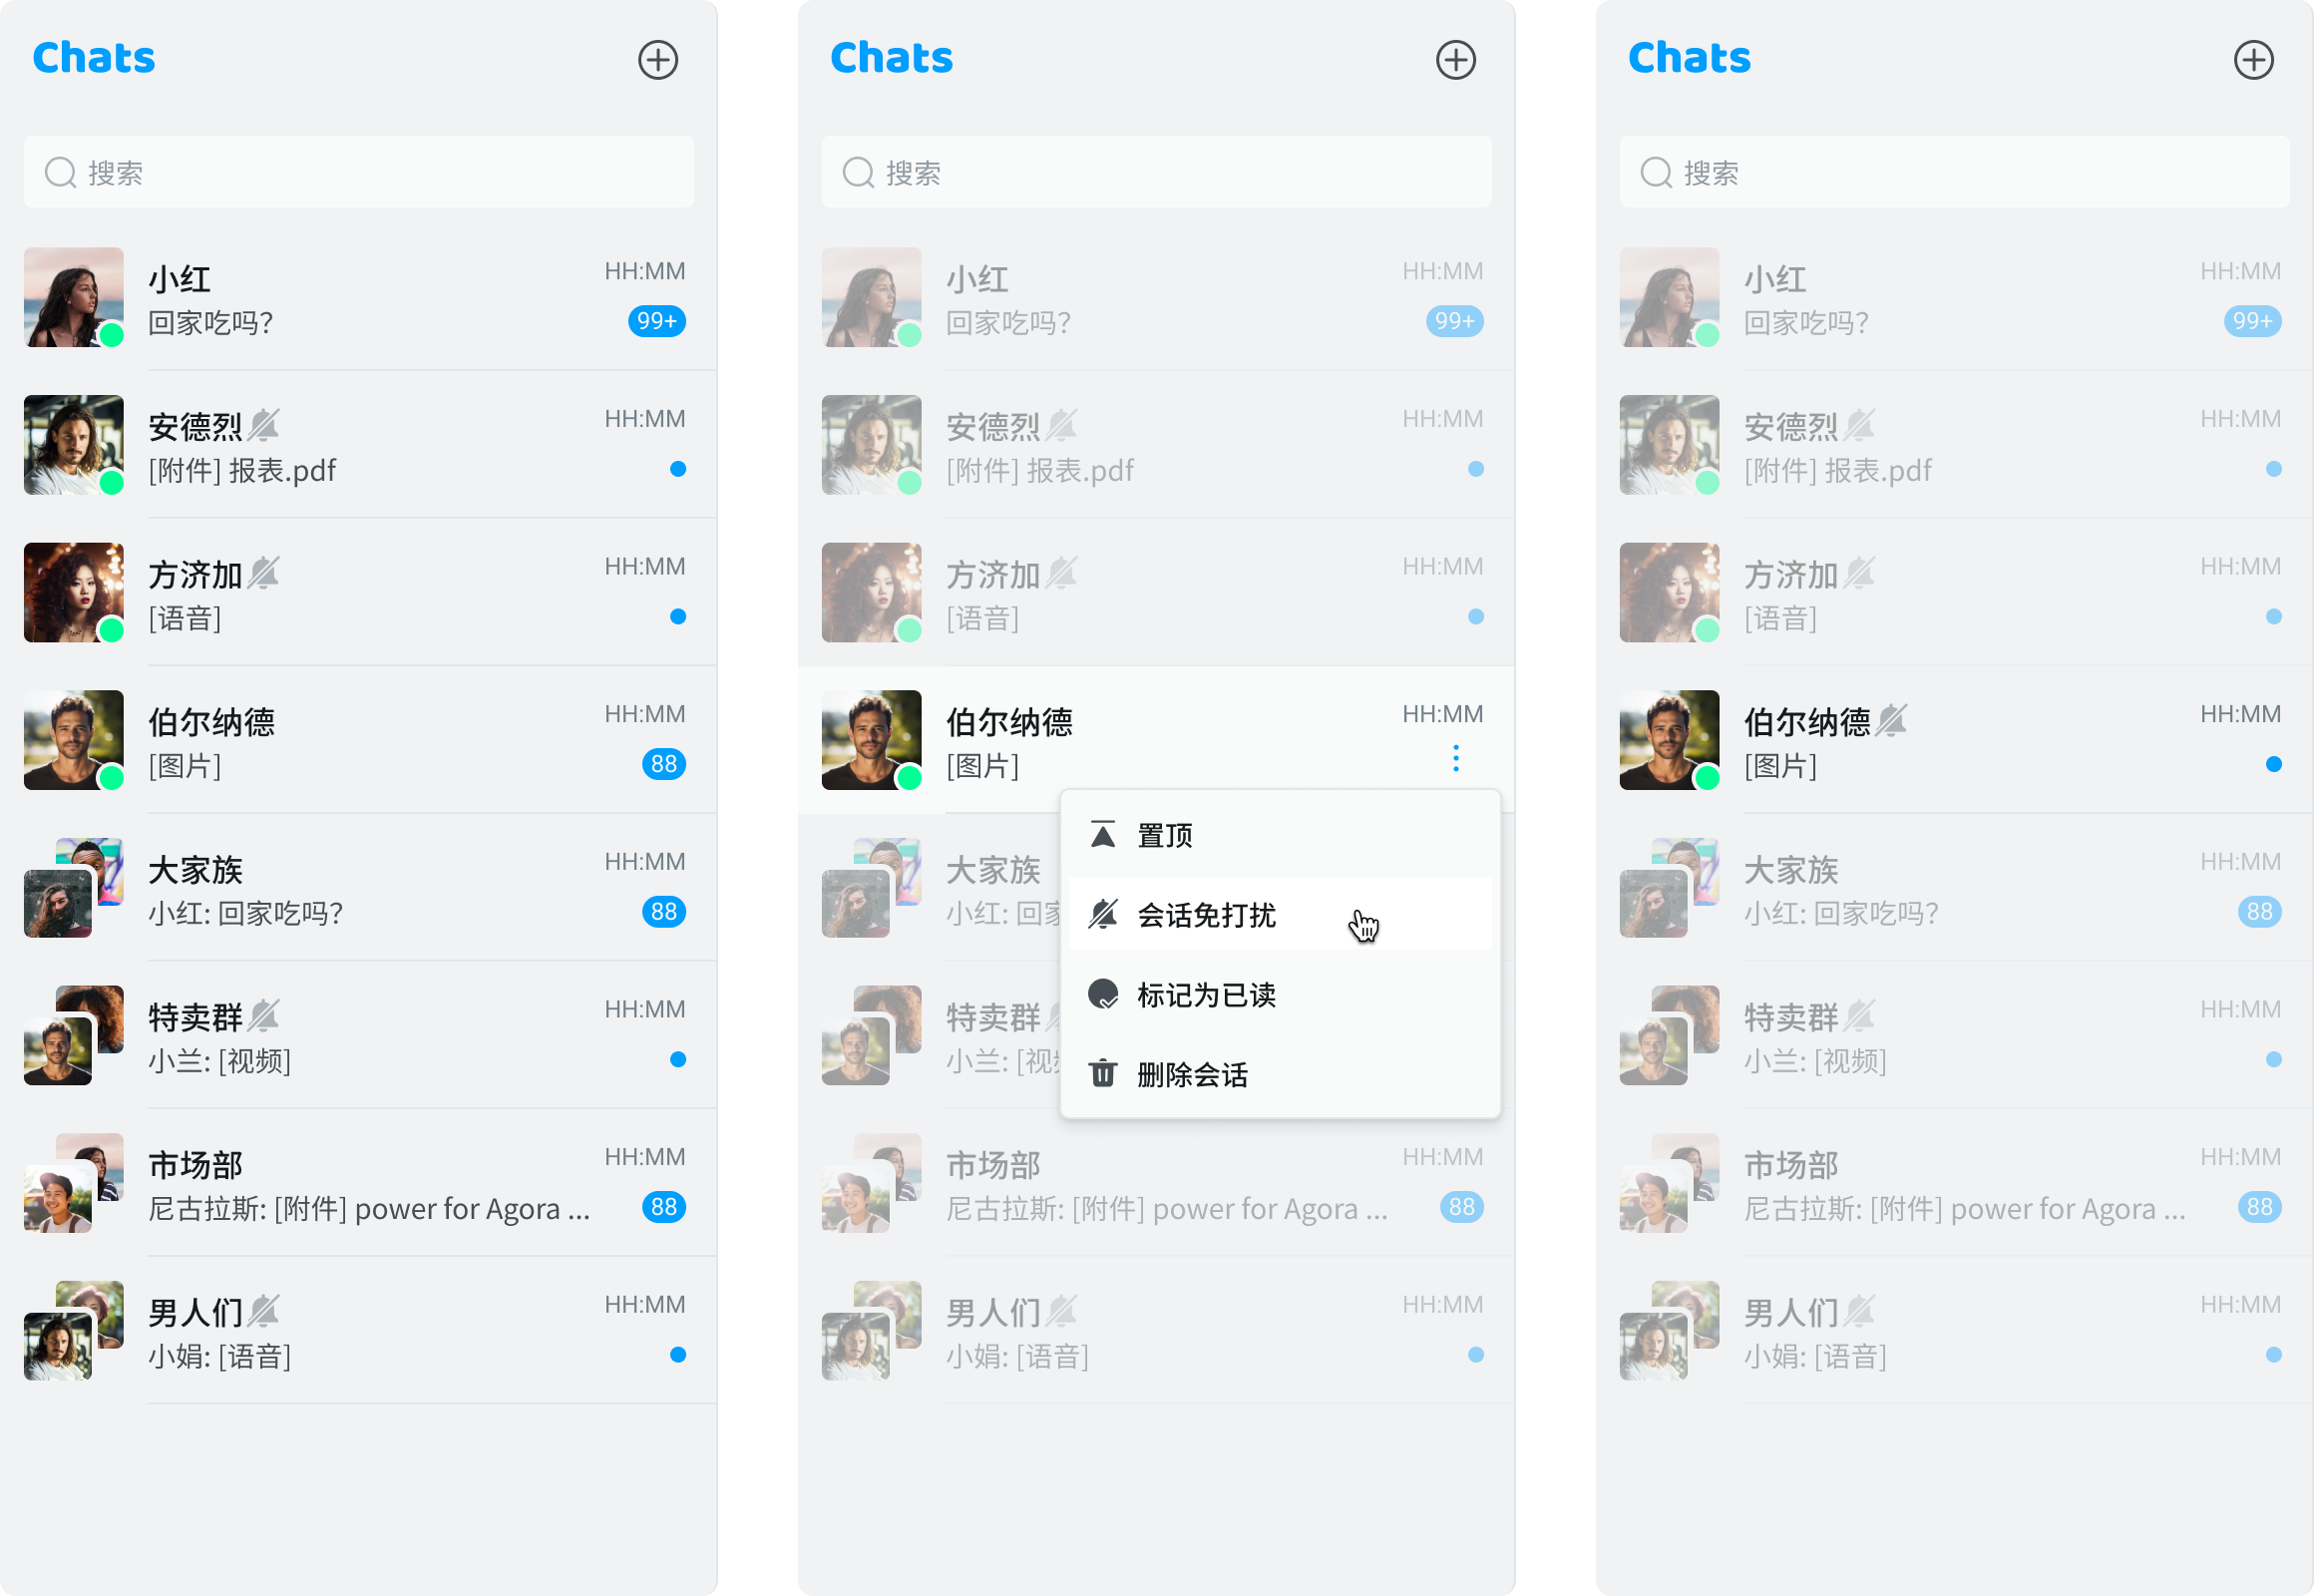 Chats
搜索
小红
HH:MM
回家吃吗?
99+
安德烈
HH:MM
[附件] 报表.pdf
方济加
HH:MM
[语音]
伯尔纳德
HH:MM
[图片]
88
大家族
HH:MM
小红: 回家吃吗?
88
特卖群
HH:MM
小兰: [视频]
市场部
HH:MM
尼古拉斯: [附件] power for Agora ...
88
男人们
HH:MM
小娟: [语音]
Chats
搜索
小红
HH:MM
回家吃吗?
99+
安德烈
HH:MM
[附件] 报表.pdf
方济加
HH:MM
[语音]
伯尔纳德
HH:MM
[图片]
置顶
会话免打扰
标记为已读
删除会话
大家族
小红: 回家
特卖群
小兰: [视
市场部
HH:MM
尼古拉斯: [附件] power for Agora ...
88
男人们
HH:MM
小娟: [语音]
Chats
搜索
小红
HH:MM
回家吃吗?
99+
安德烈
HH:MM
[附件] 报表.pdf
方济加
HH:MM
[语音]
伯尔纳德
HH:MM
[图片]
大家族
HH:MM
小红: 回家吃吗?
88
特卖群
HH:MM
小兰: [视频]
市场部
HH:MM
尼古拉斯: [附件] power for Agora ...
88
男人们
HH:MM
小娟: [语音]